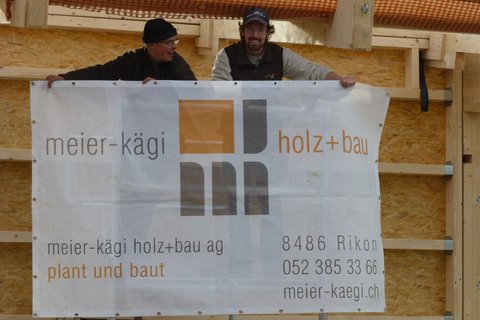 meier-kägi holz+bau
meier-kägi holz+bau ag
plant und baut
8486 Rikon
052 385 33 66
meier-kaegi.ch